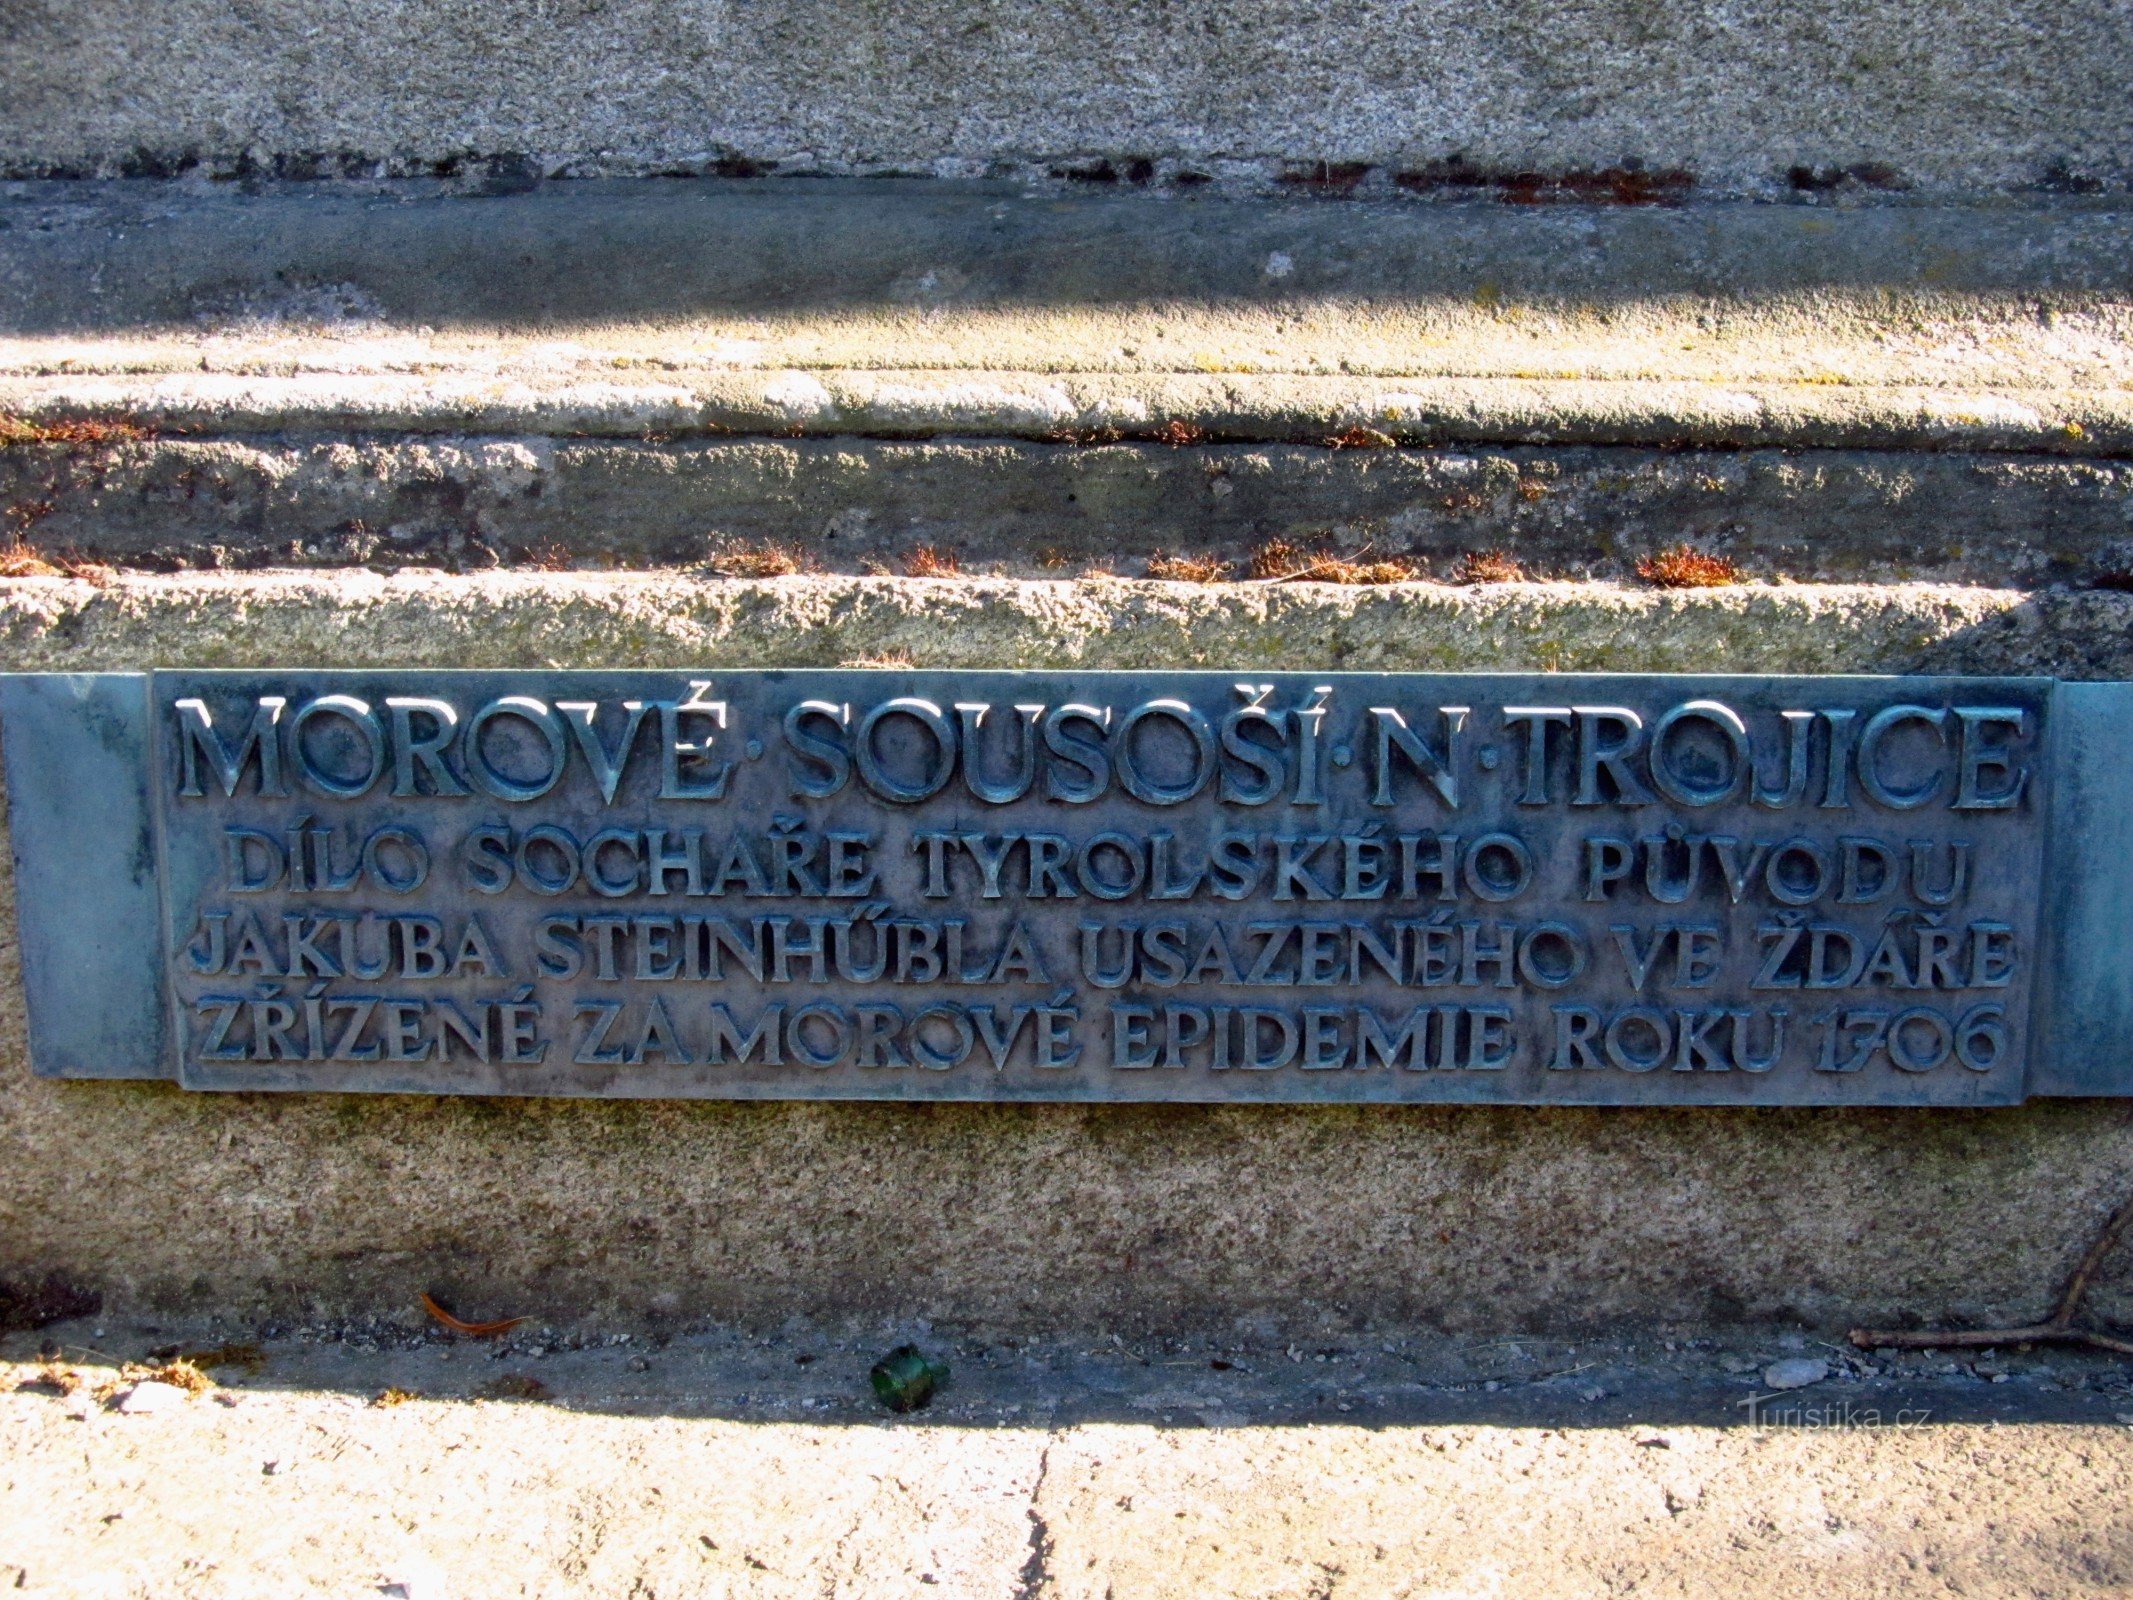 MOROVÉ · SOUSOŠÍ · N · TROJICE
DÍLO SOCHAŘE TYROLSKÉHO PŮVODU
JAKUBA STEINHŰBLA USAZENÉHO VE ŽDÁŘE
ZŘÍZENÉ ZA MOROVÉ EPIDEMIE ROKU 1706
Turistika.cz